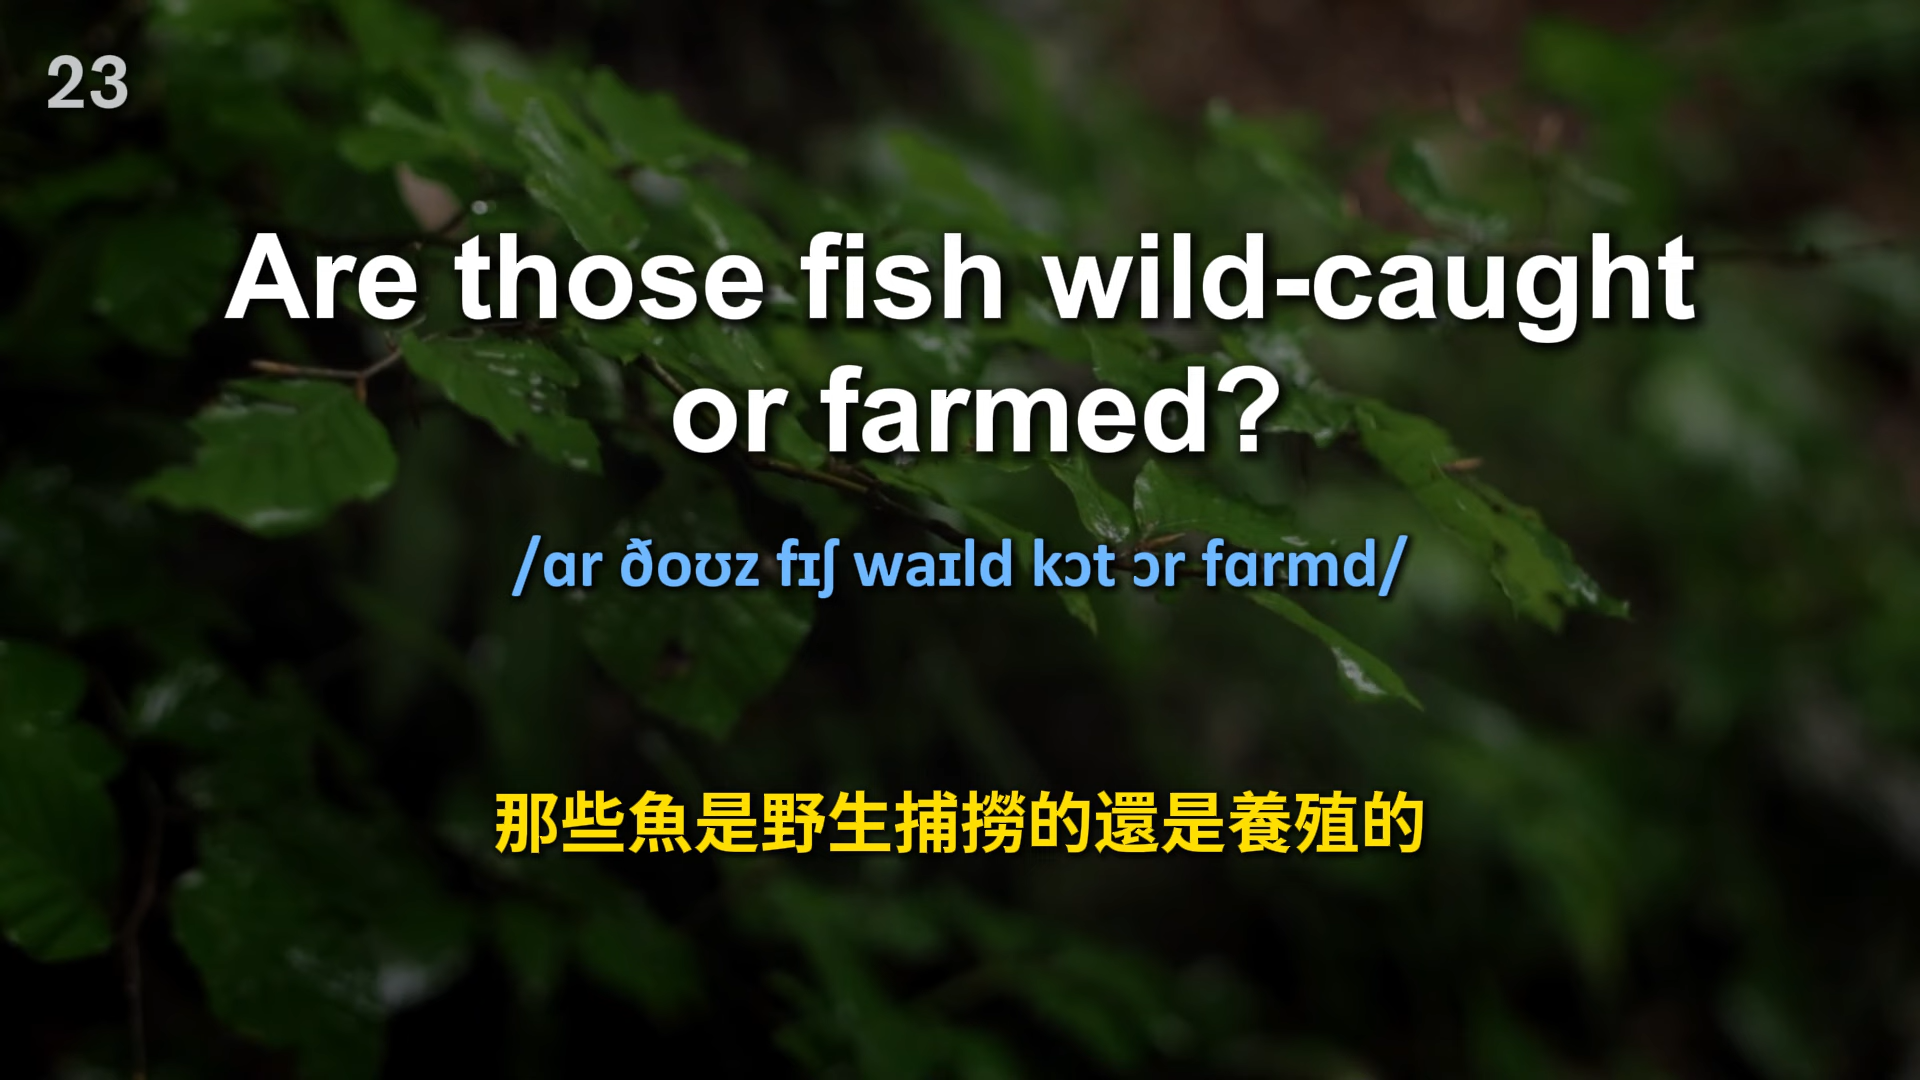 23
Are those fish wild-caught
or farmed?
/ɑr ðoʊz fɪʃ waɪld kɔt ɔr fɑrmd/
那些魚是野生捕撈的還是養殖的